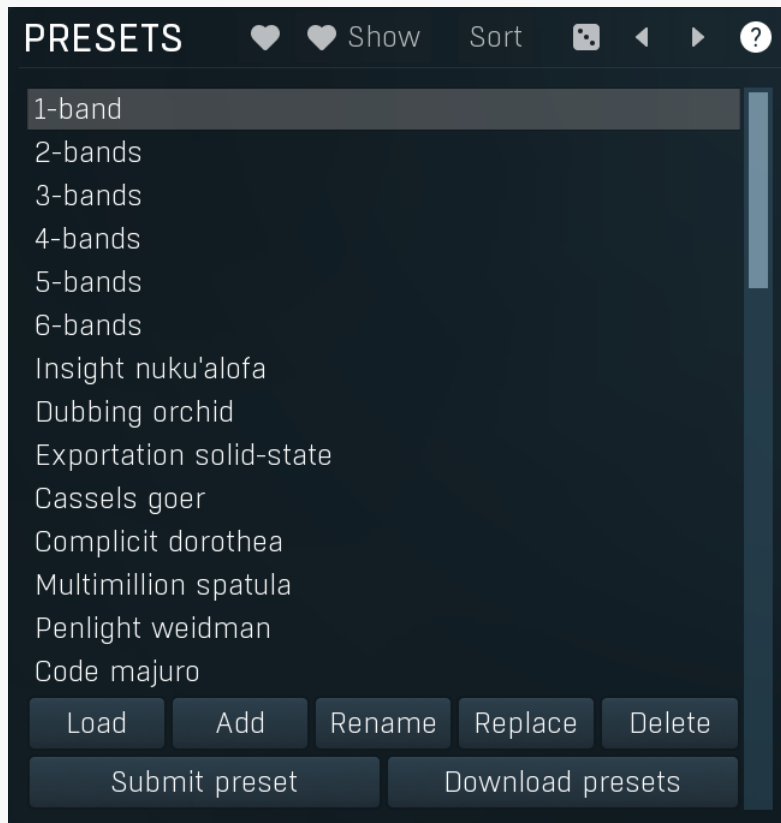 PRESETS Show Sort ?
1-band
2-bands
3-bands
4-bands
5-bands
6-bands
Insight nuku'alofa
Dubbing orchid
Exportation solid-state
Cassels goer
Complicit dorothea
Multimillion spatula
Penlight weidman
Code majuro
Load Add Rename Replace Delete
Submit preset Download presets